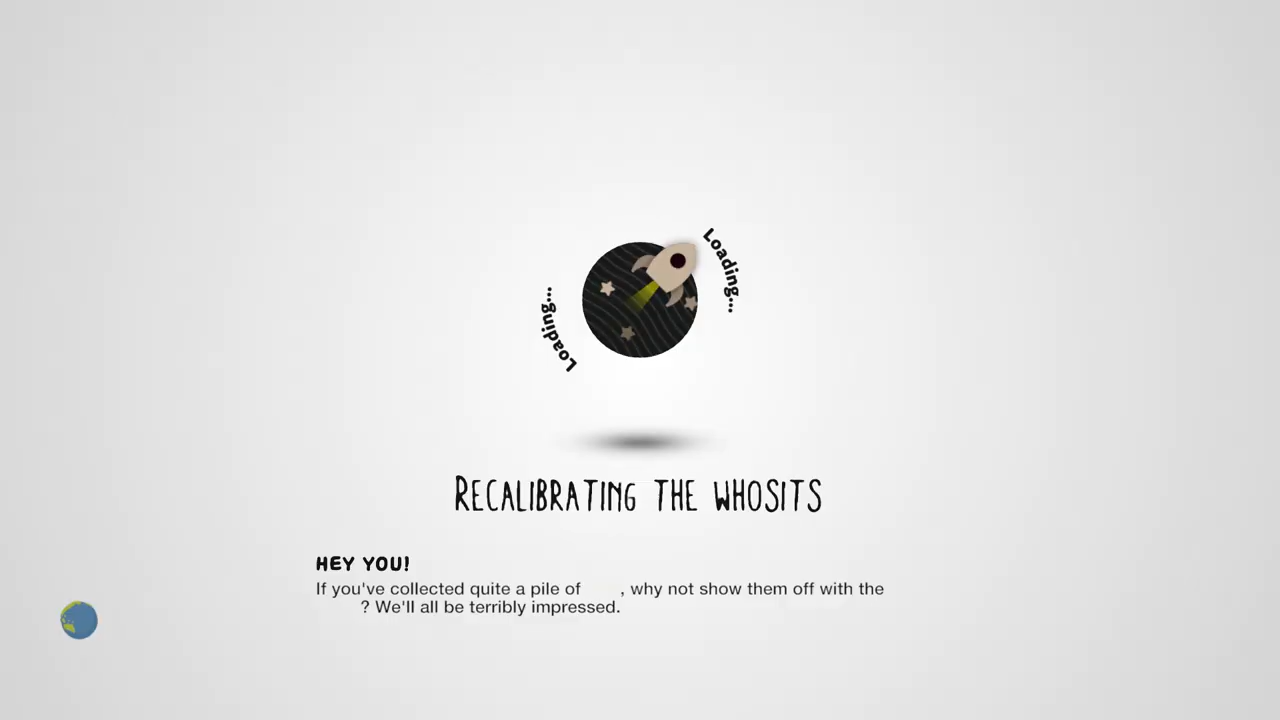 Loading...
Loading...
Recalibrating the whosits
HEY YOU!
If you've collected quite a pile of , why not show them off with the
? We'll all be terribly impressed.